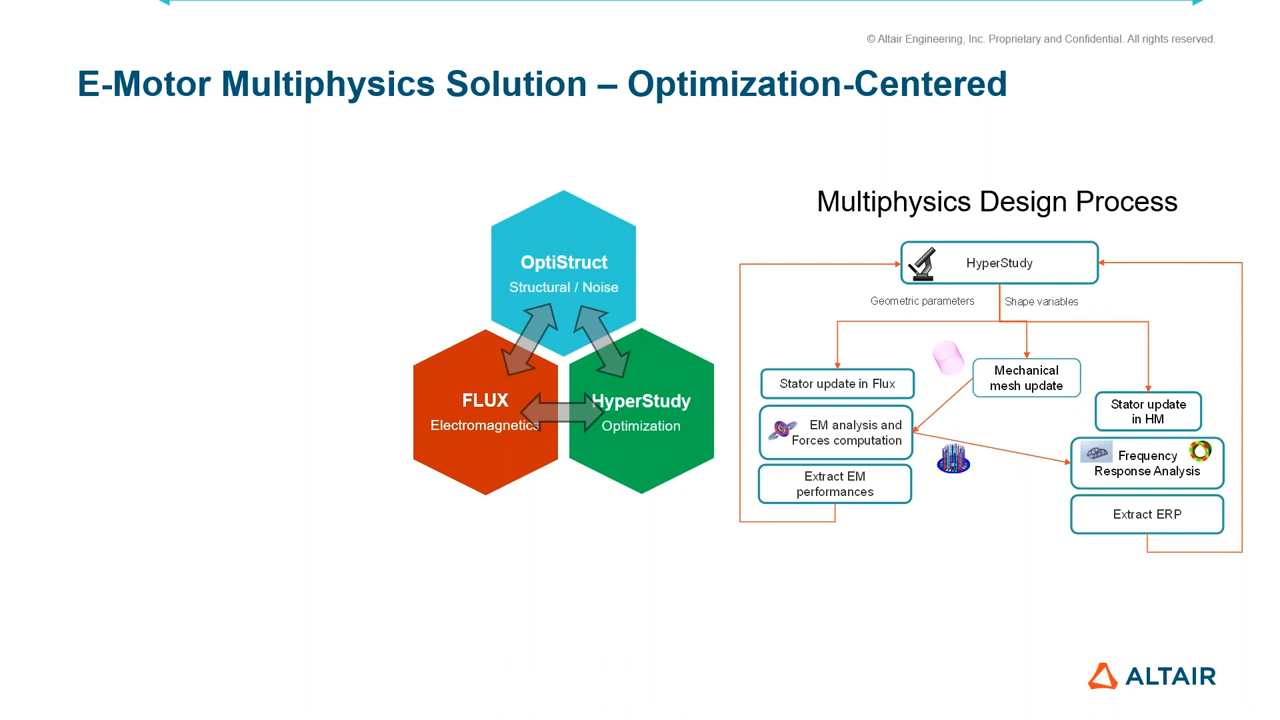 © Altair Engineering, Inc. Proprietary and Confidential. All rights reserved.
E-Motor Multiphysics Solution – Optimization-Centered
OptiStruct
Structural / Noise
FLUX
Electromagnetics
HyperStudy
Optimization
Multiphysics Design Process
HyperStudy
Geometric parameters
Shape variables
Stator update in Flux
EM analysis and
Forces computation
Extract EM
performances
Mechanical
mesh update
Stator update
in HM
Frequency
Response Analysis
Extract ERP
ALTAIR